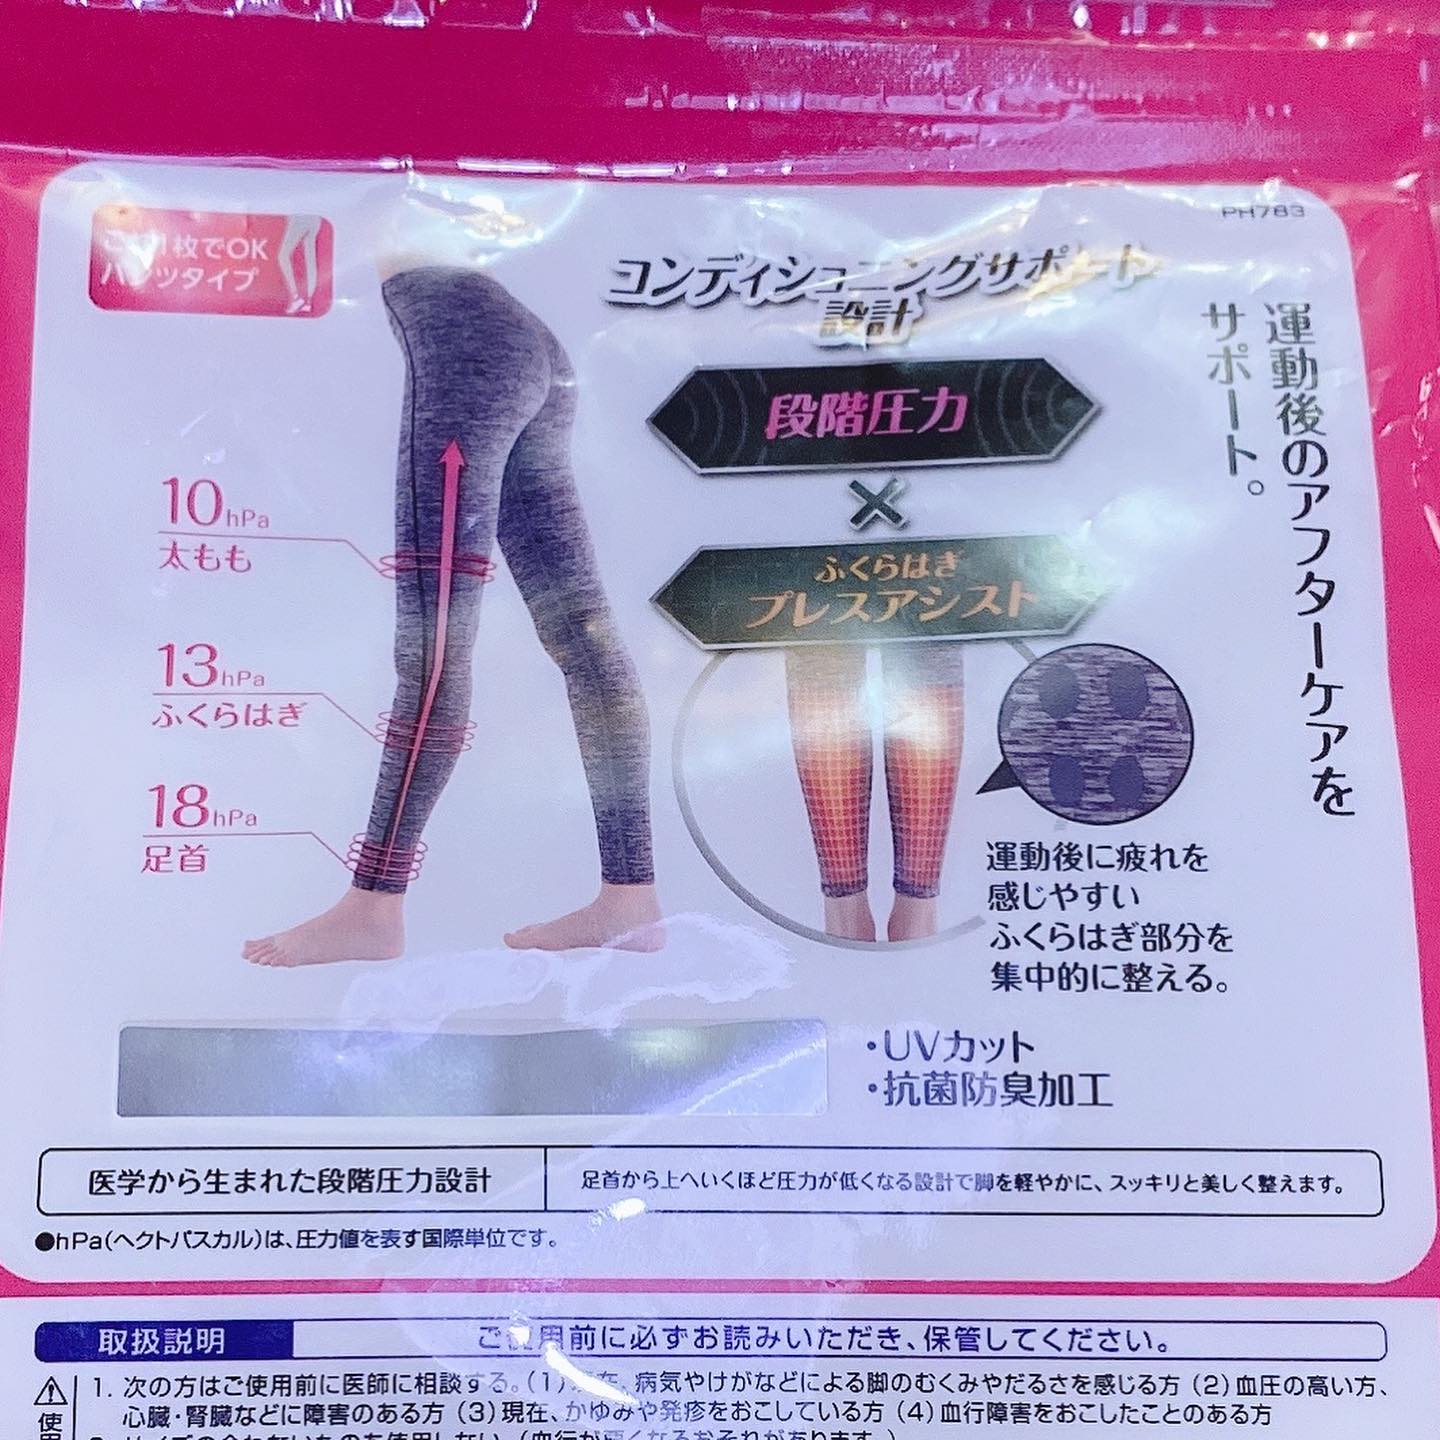 PH783
1枚でOK
パンツタイプ
コンディショニングサポート
設計
運動後のアフターケアを
サポート。
段階圧力
×
ふくらはぎ
プレスアシスト
10hPa
太もも
13hPa
ふくらはぎ
18hPa
足首
運動後に疲れを
感じやすい
ふくらはぎ部分を
集中的に整える。
・UVカット
・抗菌防臭加工
医学から生まれた段階圧力設計
足首から上へいくほど圧力が低くなる設計で脚を軽やかに、スッキリと美しく整えます。
●hPa(ヘクトパスカル)は、圧力値を表す国際単位です。
取扱説明
ご使用前に必ずお読みいただき、保管してください。
使
1. 次の方はご使用前に医師に相談する。(1)現在、病気やけがなどによる脚のむくみやだるさを感じる方 (2)血圧の高い方、
心臓・腎臓などに障害のある方 (3)現在、かゆみや発疹をおこしている方 (4)血行障害をおこしたことのある方